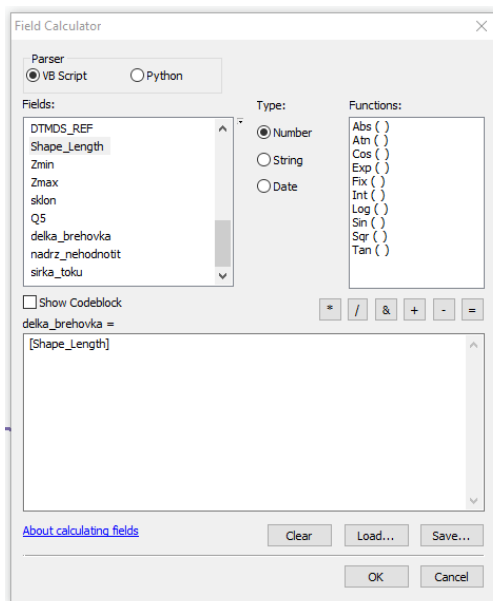 Field Calculator
Parser
VB Script Python
Fields: Type: Functions:
DTMDS_REF
Shape_Length
Zmin
Zmax
sklon
Q5
delka_brehovka
nadrz_nehodnotit
sirka_toku
Number
String
Date
Abs ( )
Atn ( )
Cos ( )
Exp ( )
Fix ( )
Int ( )
Log ( )
Sin ( )
Sqr ( )
Tan ( )
Show Codeblock
* / & + - =
delka_brehovka =
[Shape_Length]
About calculating fields
Clear Load... Save...
OK Cancel